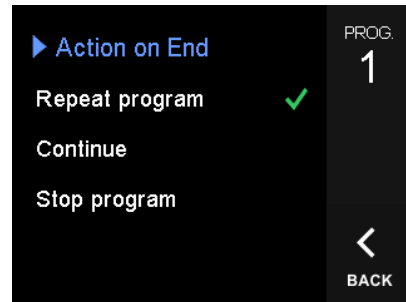 Action on End
PROG.
1
Repeat program
Continue
Stop program
BACK